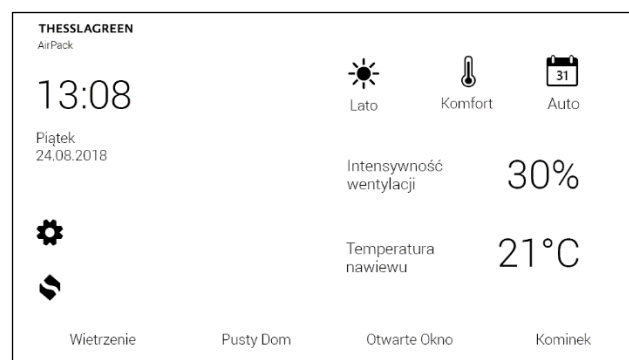 THESSLAGREEN
AirPack
13:08
Piątek
24.08.2018
31
Lato
Komfort
Auto
Intensywność
wentylacji
30%
Temperatura
nawiewu
21°C
Wietrzenie
Pusty Dom
Otwarte Okno
Kominek